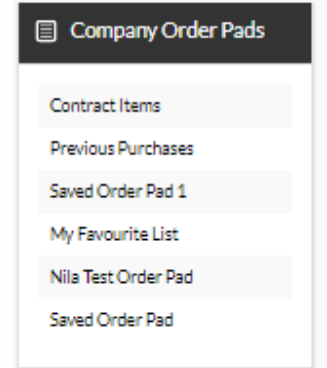 Company Order Pads
Contract Items
Previous Purchases
Saved Order Pad 1
My Favourite List
Nila Test Order Pad
Saved Order Pad